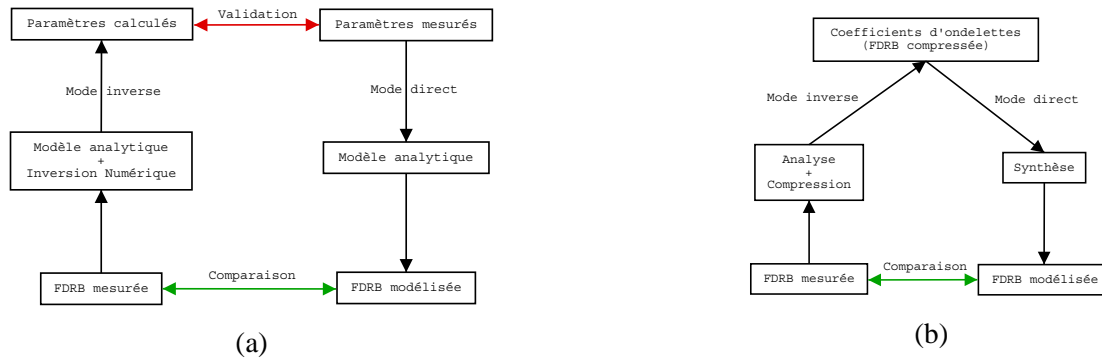 Paramètres calculés
Validation
Paramètres mesurés
Mode inverse
Mode direct
Modèle analytique
+
Inversion Numérique
Modèle analytique
FDRB mesurée
Comparaison
FDRB modélisée
(a)
Coefficients d'ondelettes
(FDRB compressée)
Mode inverse
Mode direct
Analyse
+
Compression
Synthèse
FDRB mesurée
Comparaison
FDRB modélisée
(b)